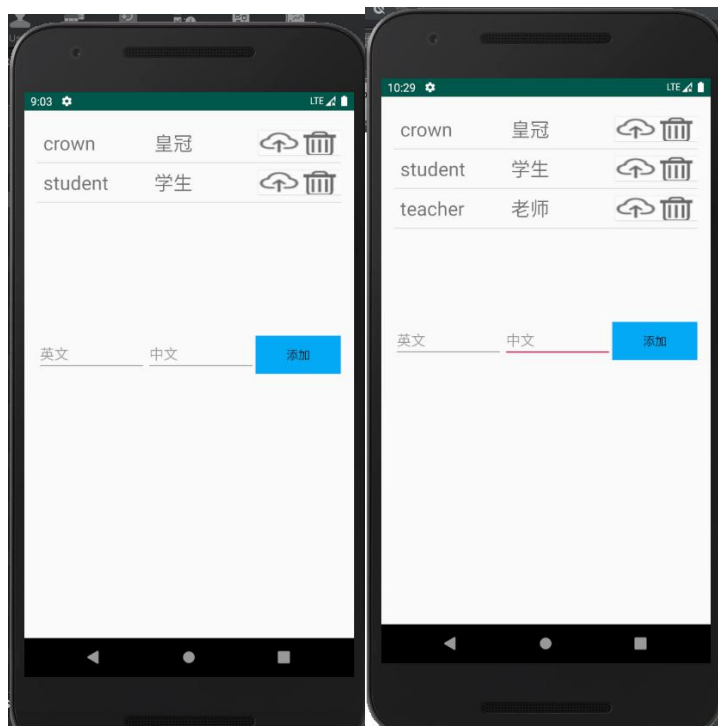 9:03 LTE
crown 皇冠
student 学生
英文 中文 添加
10:29 LTE
crown 皇冠
student 学生
teacher 老师
英文 中文 添加